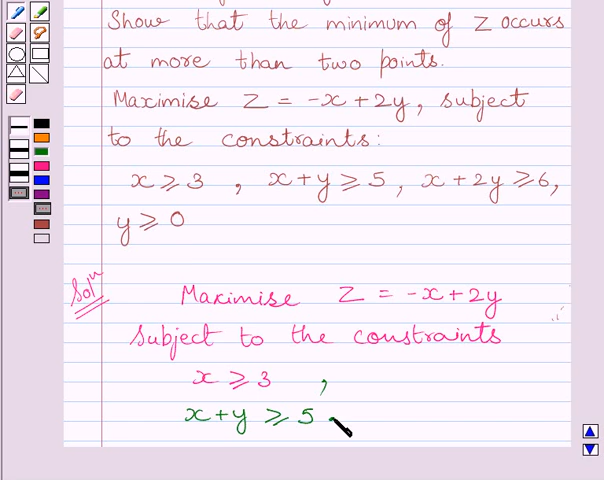 Show that the minimum of Z occurs
at more than two points.
Maximise Z = -x + 2y, subject
to the constraints:
x ⩾ 3 , x + y ⩾ 5 , x + 2y ⩾ 6,
y ⩾ 0
Solⁿ Maximise Z = -x + 2y
Subject to the constraints
x ⩾ 3 ,
x + y ⩾ 5